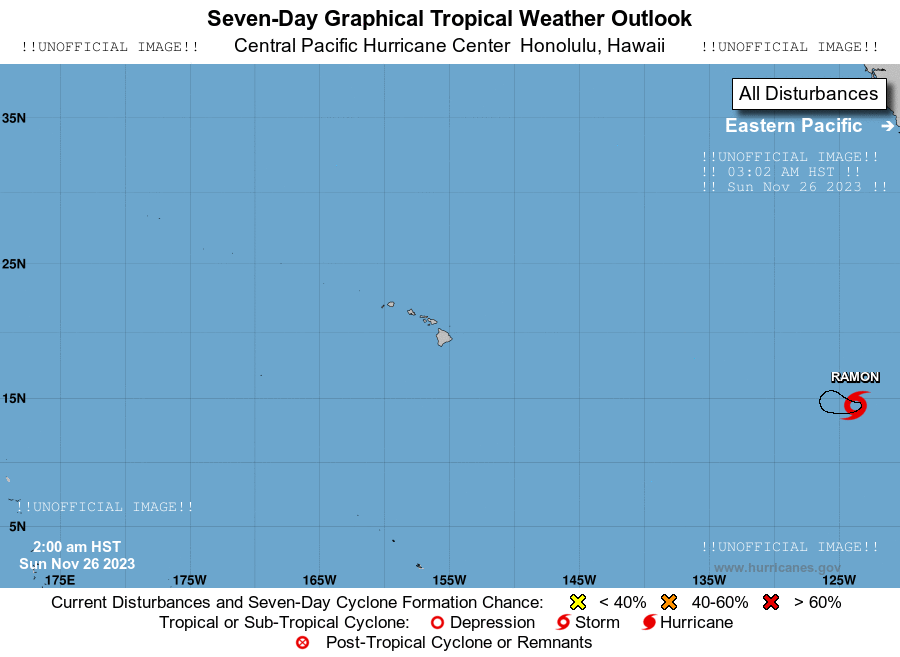 Seven-Day Graphical Tropical Weather Outlook
!!UNOFFICIAL IMAGE!! Central Pacific Hurricane Center Honolulu, Hawaii !!UNOFFICIAL IMAGE!!
All Disturbances
35N
Eastern Pacific →
!!UNOFFICIAL IMAGE!!
!! 03:02 AM HST !!
!! Sun Nov 26 2023 !!
25N
RAMON
15N
!!UNOFFICIAL IMAGE!!
5N
2:00 am HST
!!UNOFFICIAL IMAGE!!
Sun Nov 26 2023
www.hurricanes.gov
175E 175W 165W 155W 145W 135W 125W
Current Disturbances and Seven-Day Cyclone Formation Chance: < 40% 40-60% > 60%
Tropical or Sub-Tropical Cyclone: Depression Storm Hurricane
Post-Tropical Cyclone or Remnants